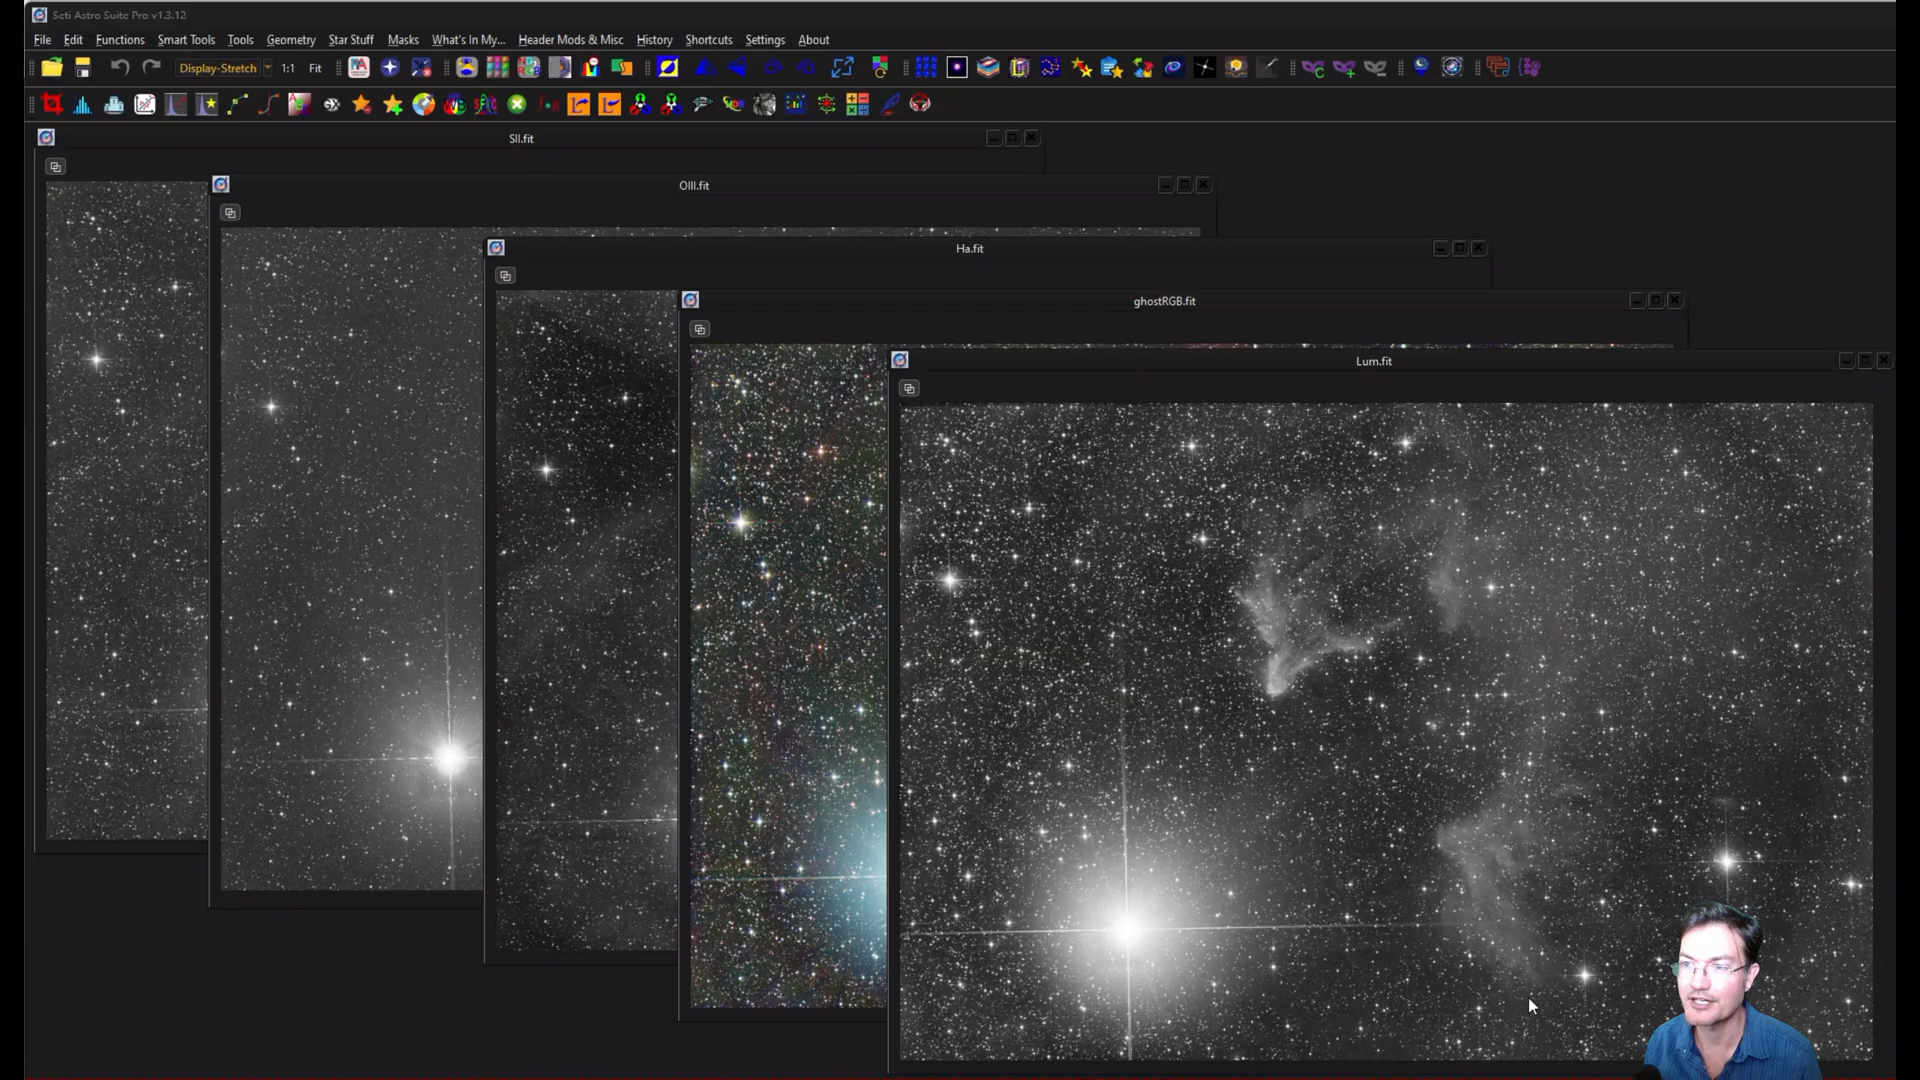 Seti Astro Suite Pro v1.3.12
File Edit Functions Smart Tools Tools Geometry Star Stuff Masks What's In My... Header Mods & Misc History Shortcuts Settings About
Display-Stretch 1:1 Fit
SII.fit
OIII.fit
Ha.fit
ghostRGB.fit
Lum.fit